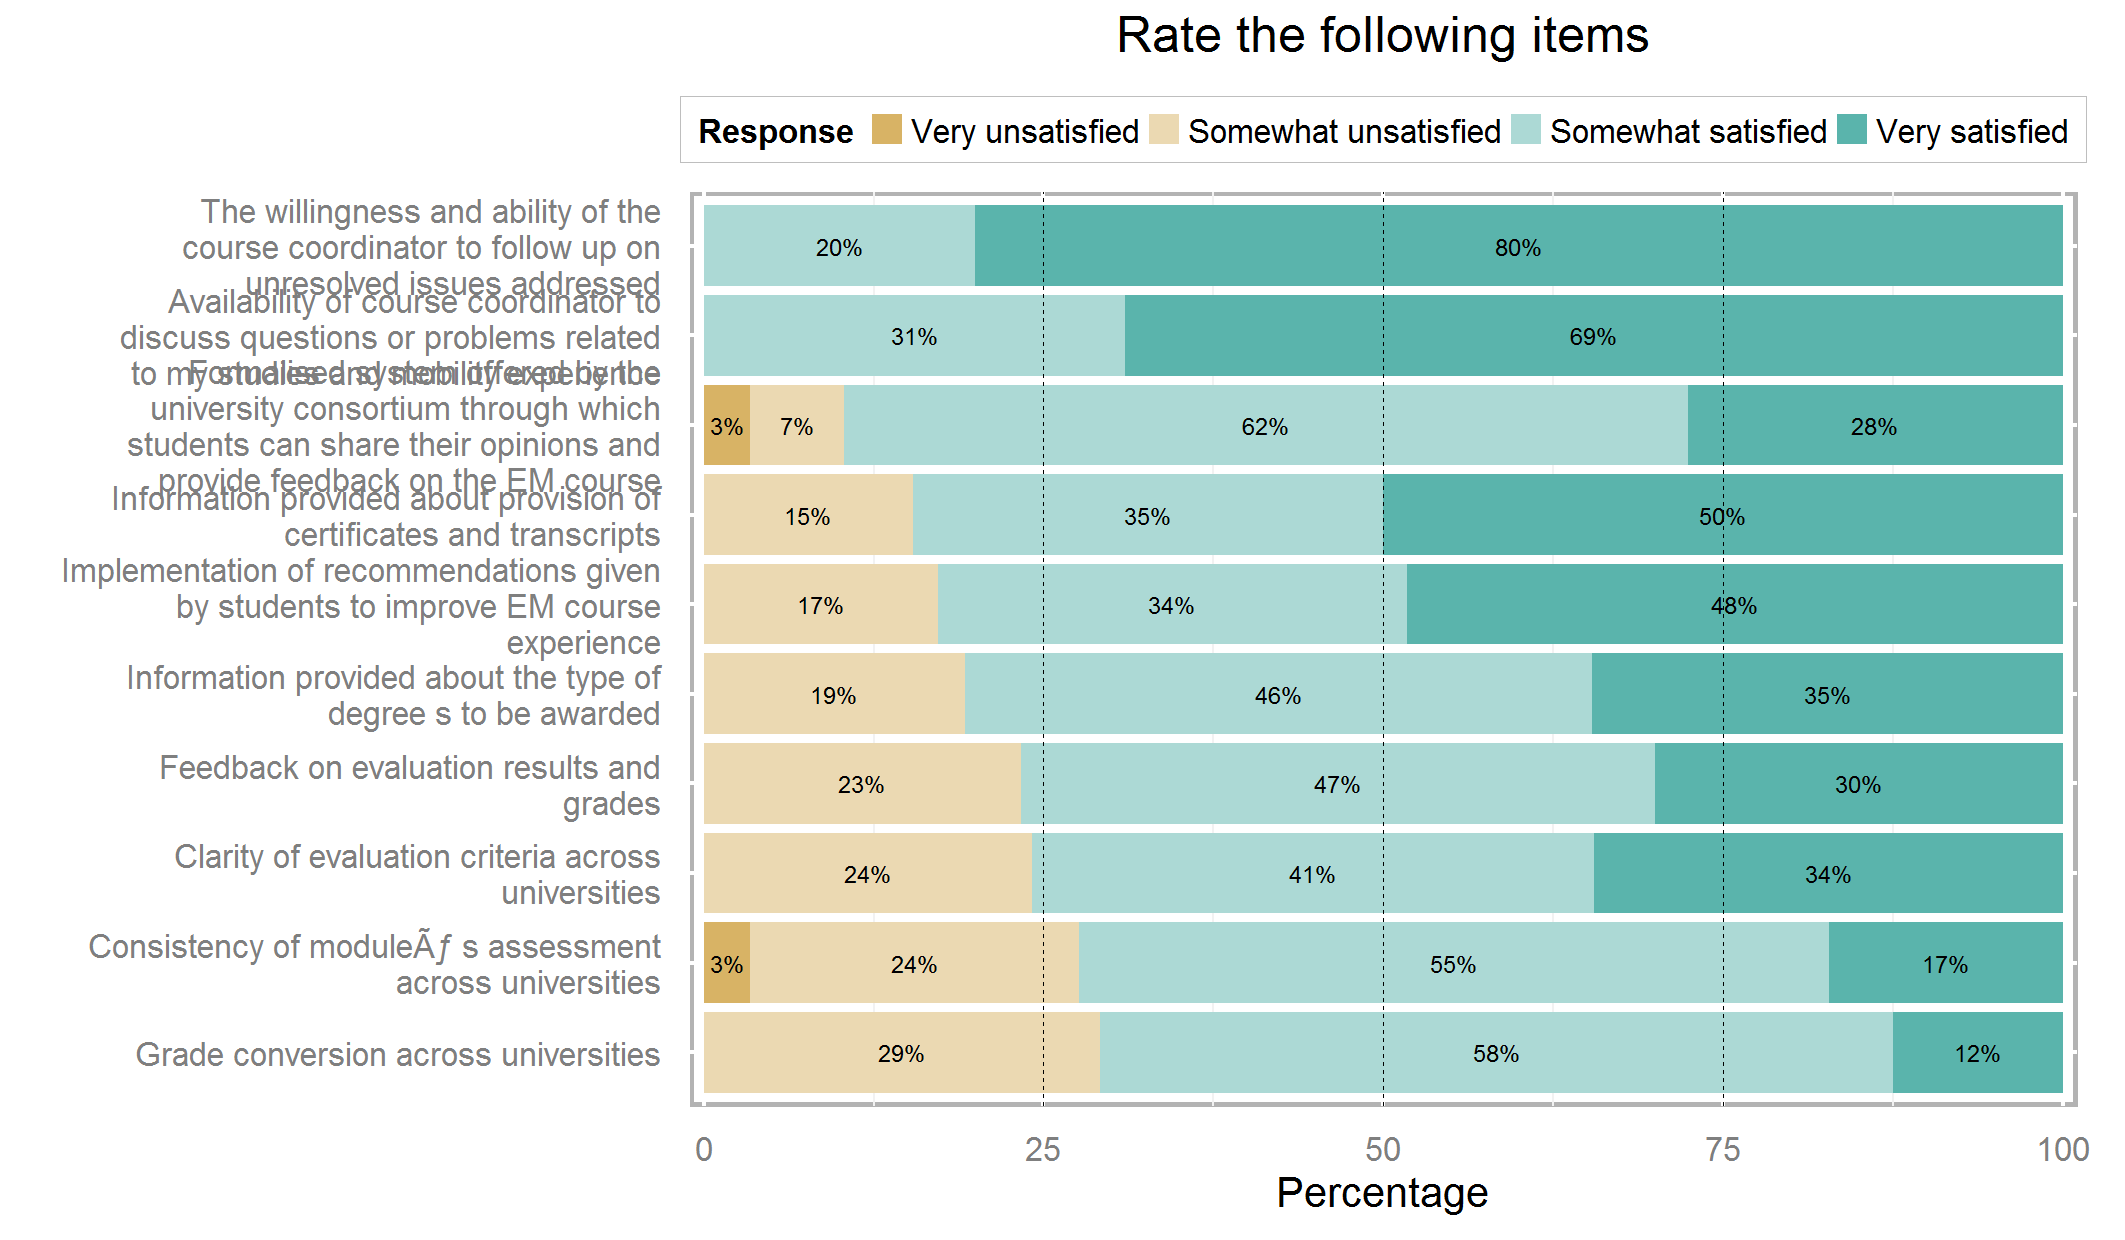 Rate the following items
Response Very unsatisfied Somewhat unsatisfied Somewhat satisfied Very satisfied
The willingness and ability of the
course coordinator to follow up on
unresolved issues addressed
20% 80%
Availability of course coordinator to
discuss questions or problems related
to my studies and mobility experience
31% 69%
Formalised system offered by the
university consortium through which
students can share their opinions and
provide feedback on the EM course
3% 7% 62% 28%
Information provided about provision of
certificates and transcripts
15% 35% 50%
Implementation of recommendations given
by students to improve EM course
experience
17% 34% 48%
Information provided about the type of
degree s to be awarded
19% 46% 35%
Feedback on evaluation results and
grades
23% 47% 30%
Clarity of evaluation criteria across
universities
24% 41% 34%
Consistency of moduleÃƒ s assessment
across universities
3% 24% 55% 17%
Grade conversion across universities
29% 58% 12%
0 25 50 75 100
Percentage